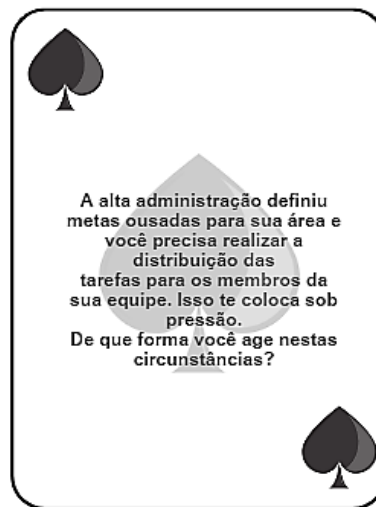 A alta administração definiu
metas ousadas para sua área e
você precisa realizar a
distribuição das
tarefas para os membros da
sua equipe. Isso te coloca sob
pressão.
De que forma você age nestas
circunstâncias?